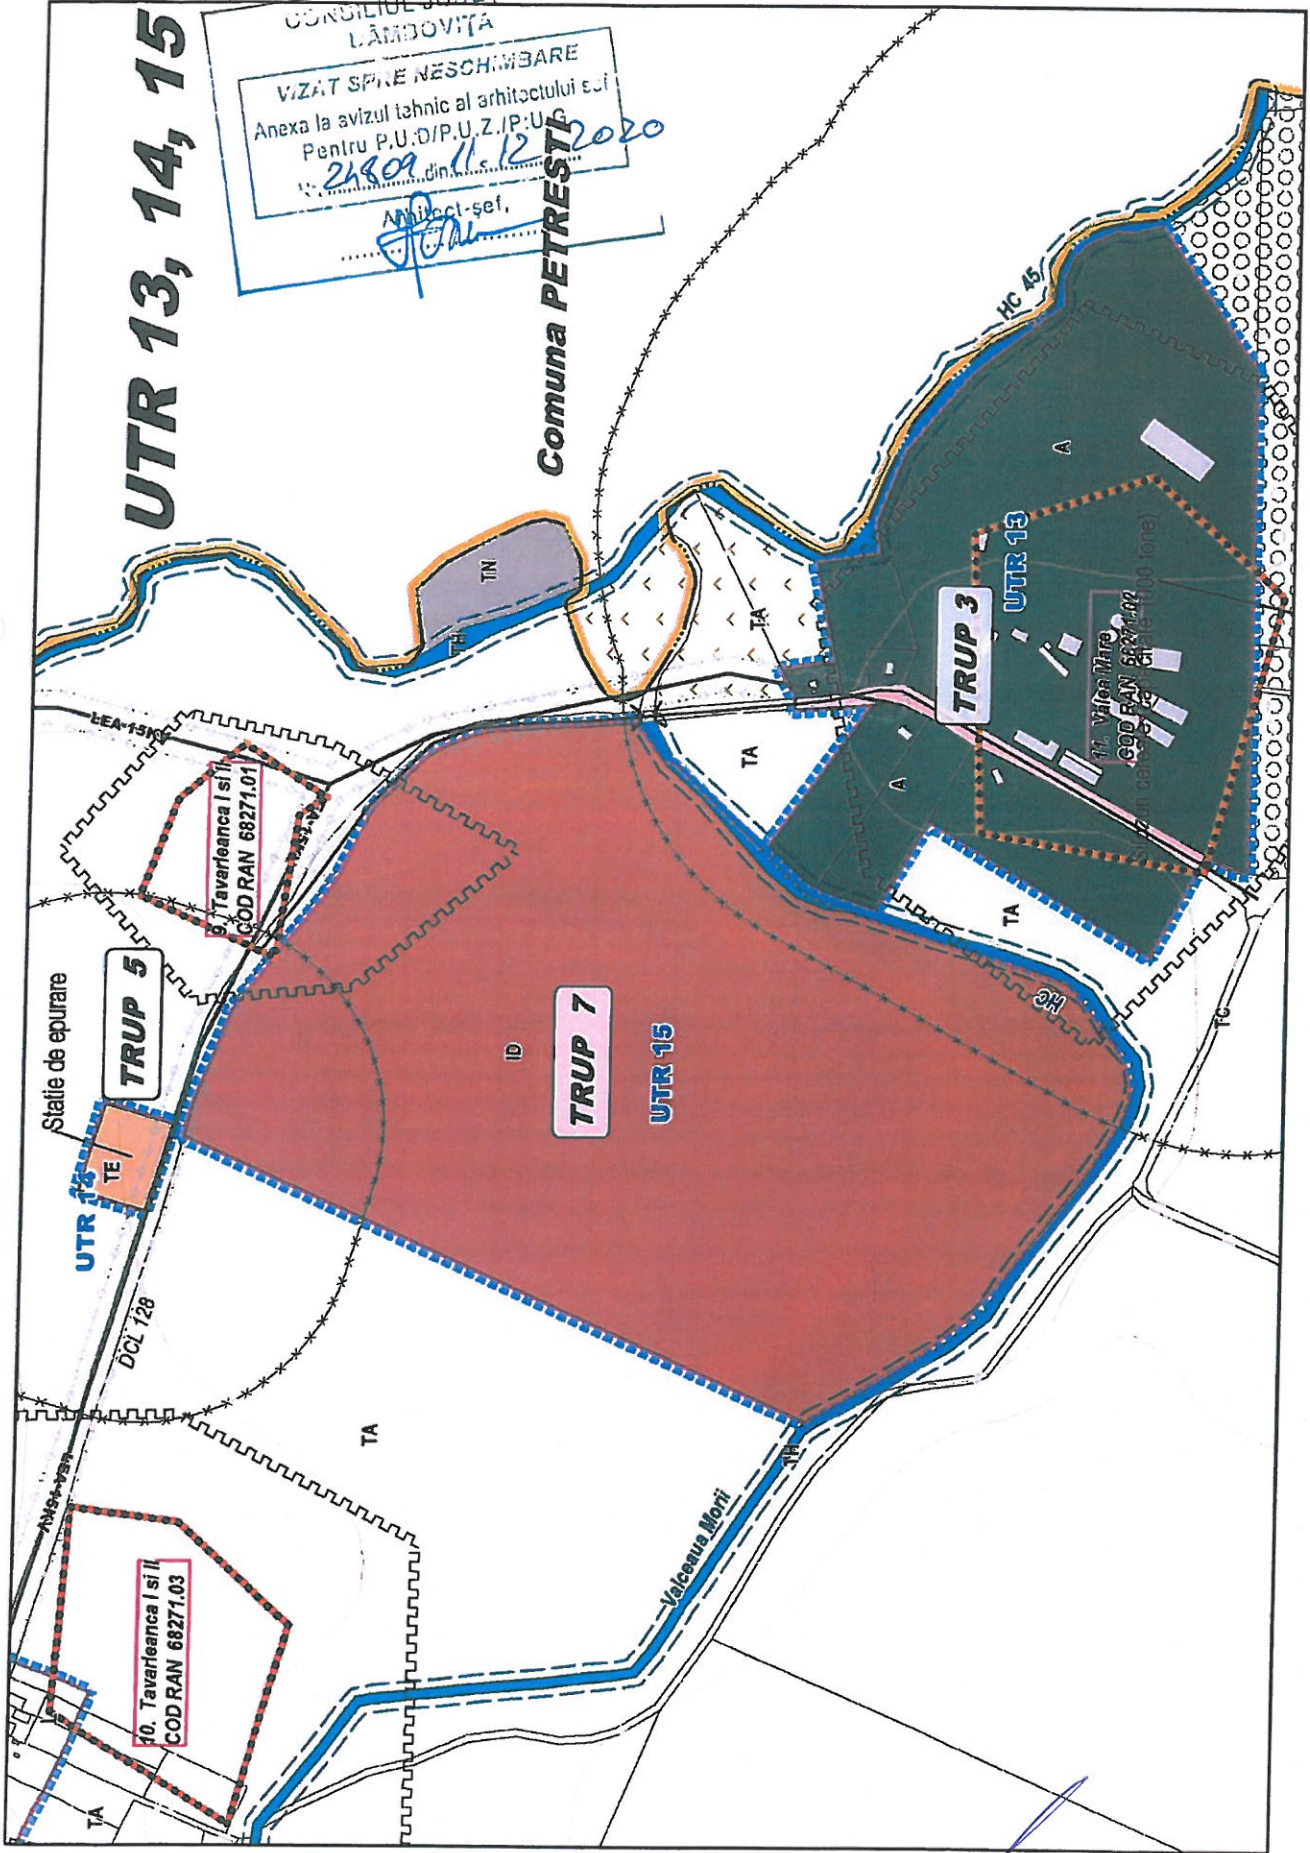 UTR 13, 14, 15
DÂMBOVIȚA
VIZAT SPRE NESCHIMBARE
Anexa la avizul tehnic al arhitectului șef
Pentru P.U.D/P.U.Z./P.U.G.
24809 din 11.12.2020
Arhitect-șef,
Comuna PETRESTI
HC 45
TN
TH
TA
LEA 15KV
9. Tavarleanca I si II
COD RAN 68271.01
Statie de epurare
TRUP 5
UTR 14
TE
DCL 128
ID
TRUP 7
UTR 15
TA
A
TRUP 3
UTR 13
A
A
11. Valea Mare
COD RAN 68271.02
TA
HC
TC
TA
TH
Valceaua Morii
10. Tavarleanca I si II
COD RAN 68271.03
TA